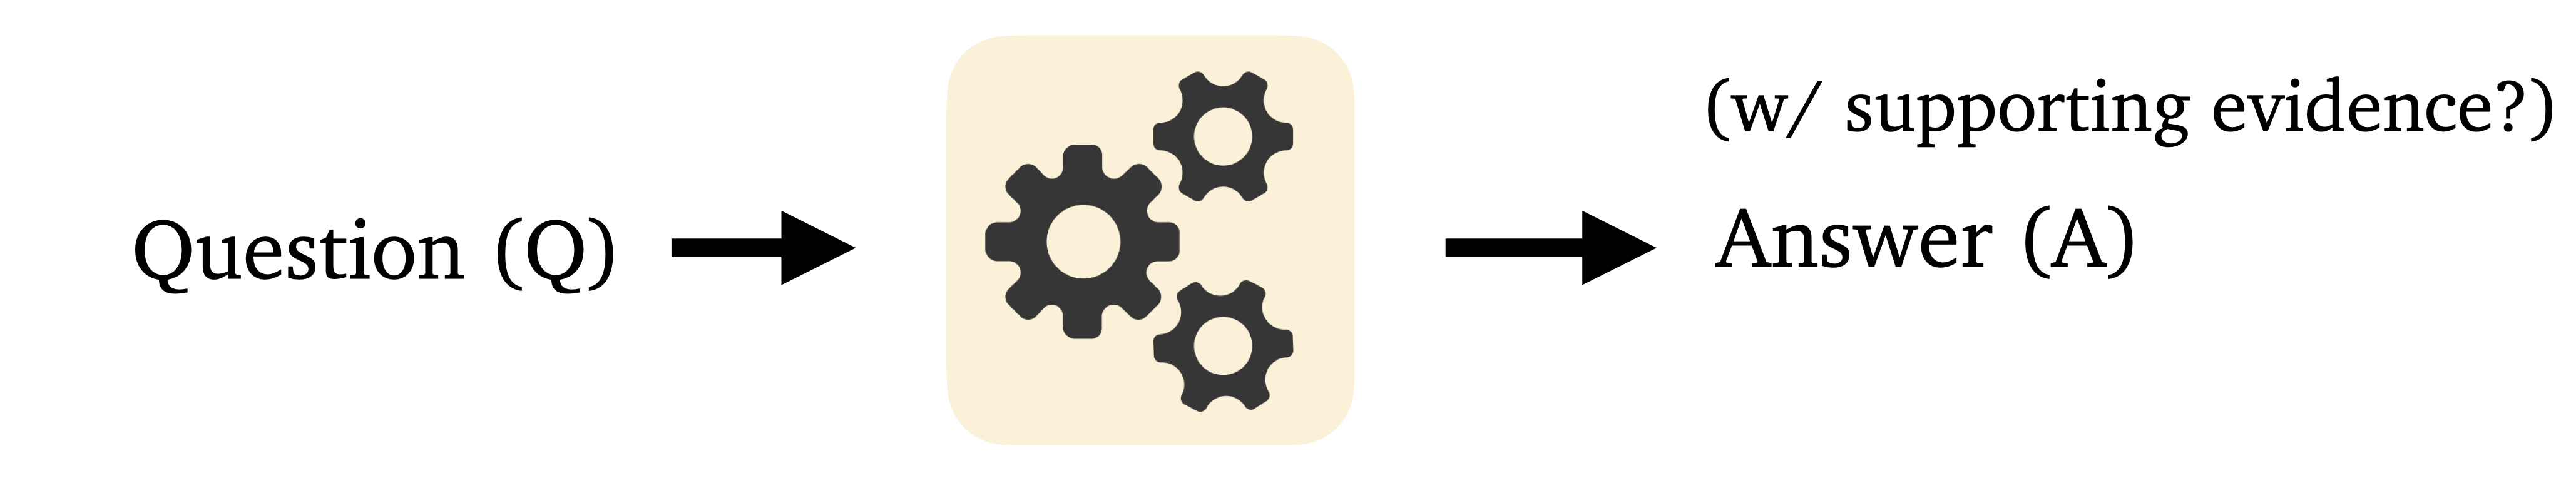 (w/ supporting evidence?)
Question (Q)
Answer (A)